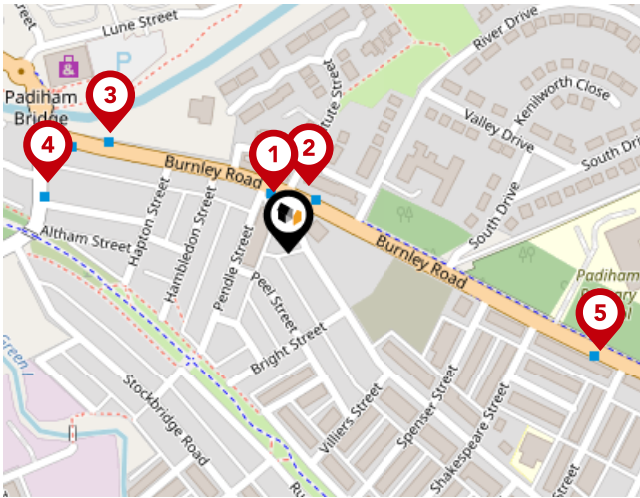 Lune Street
River Drive
P
Padiham
Bridge
3
Kenilworth Close
Valley Drive
4
1
2
Burnley Road
South Drive
South Drive
Altham Street
Hapton Street
Hambledon Street
Pendle Street
Burnley Road
Padiham
5
Peel Street
Bright Street
Stockbridge Road
Villiers Street
Spenser Street
Shakespeare Street
Street